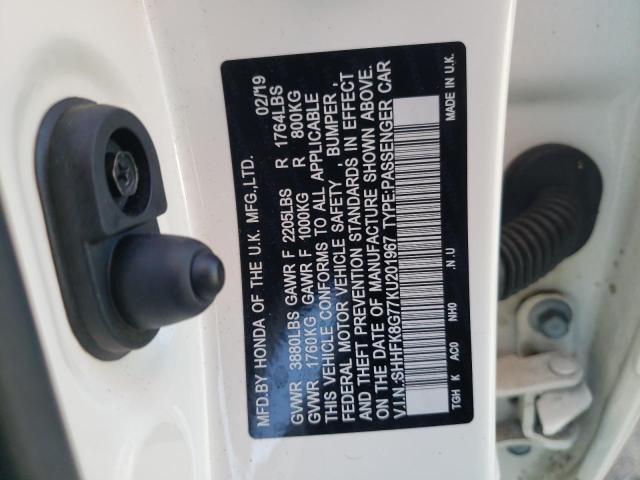 MFD.BY HONDA OF THE U.K. MFG.,LTD. 02/'19
GVWR 3880LBS GAWR F 2205LBS R 1764LBS
GVWR 1760KG GAWR F 1000KG R 800KG
THIS VEHICLE CONFORMS TO ALL APPLICABLE
FEDERAL MOTOR VEHICLE SAFETY , BUMPER ,
AND THEFT PREVENTION STANDARDS IN EFFECT
ON THE DATE OF MANUFACTURE SHOWN ABOVE.
V.I.N.:SHHFK8G77KU201967 TYPE:PASSENGER CAR
TGH K AC0 NH0 .N .U MADE IN U.K.